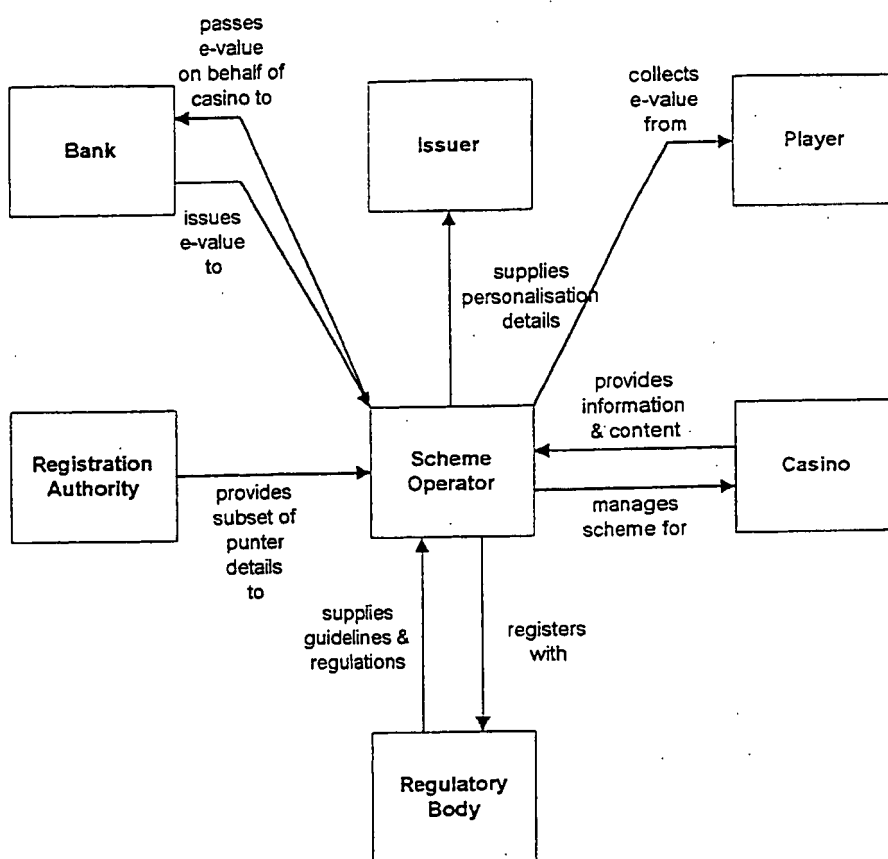 passes
e-value
on behalf of
casino to
Bank
issues
e-value
to
Issuer
collects
e-value
from
Player
supplies
personalisation
details
provides
information
& content
Registration
Authority
provides
subset of
punter
details
to
Scheme
Operator
Casino
manages
scheme for
supplies
guidelines &
regulations
registers
with
Regulatory
Body